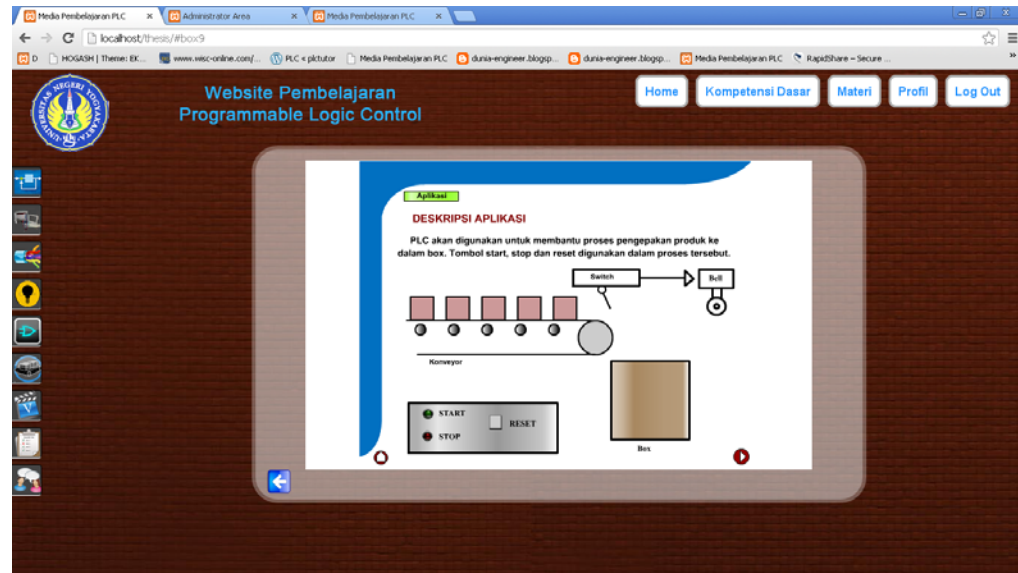 Media Pembelajaran PLC
Administrator Area
Media Pembelajaran PLC
localhost/thesis/#box9
D
HOGASH | Theme: EK...
www.wisc-online.com/...
PLC « plctutor
Media Pembelajaran PLC
dunia-engineer.blogsp...
dunia-engineer.blogsp...
Media Pembelajaran PLC
RapidShare – Secure ...
UNIVERSITAS NEGERI YOGYAKARTA
Website Pembelajaran
Programmable Logic Control
Home
Kompetensi Dasar
Materi
Profil
Log Out
Aplikasi
DESKRIPSI APLIKASI
PLC akan digunakan untuk membantu proses pengepakan produk ke
dalam box. Tombol start, stop dan reset digunakan dalam proses tersebut.
Switch
Bell
Konveyor
START
RESET
STOP
Box
V